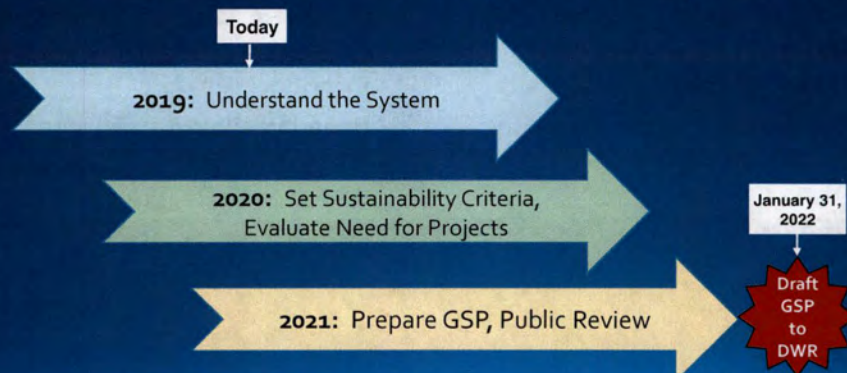 Today
2019: Understand the System
2020: Set Sustainability Criteria,
Evaluate Need for Projects
January 31,
2022
2021: Prepare GSP, Public Review
Draft
GSP
to
DWR